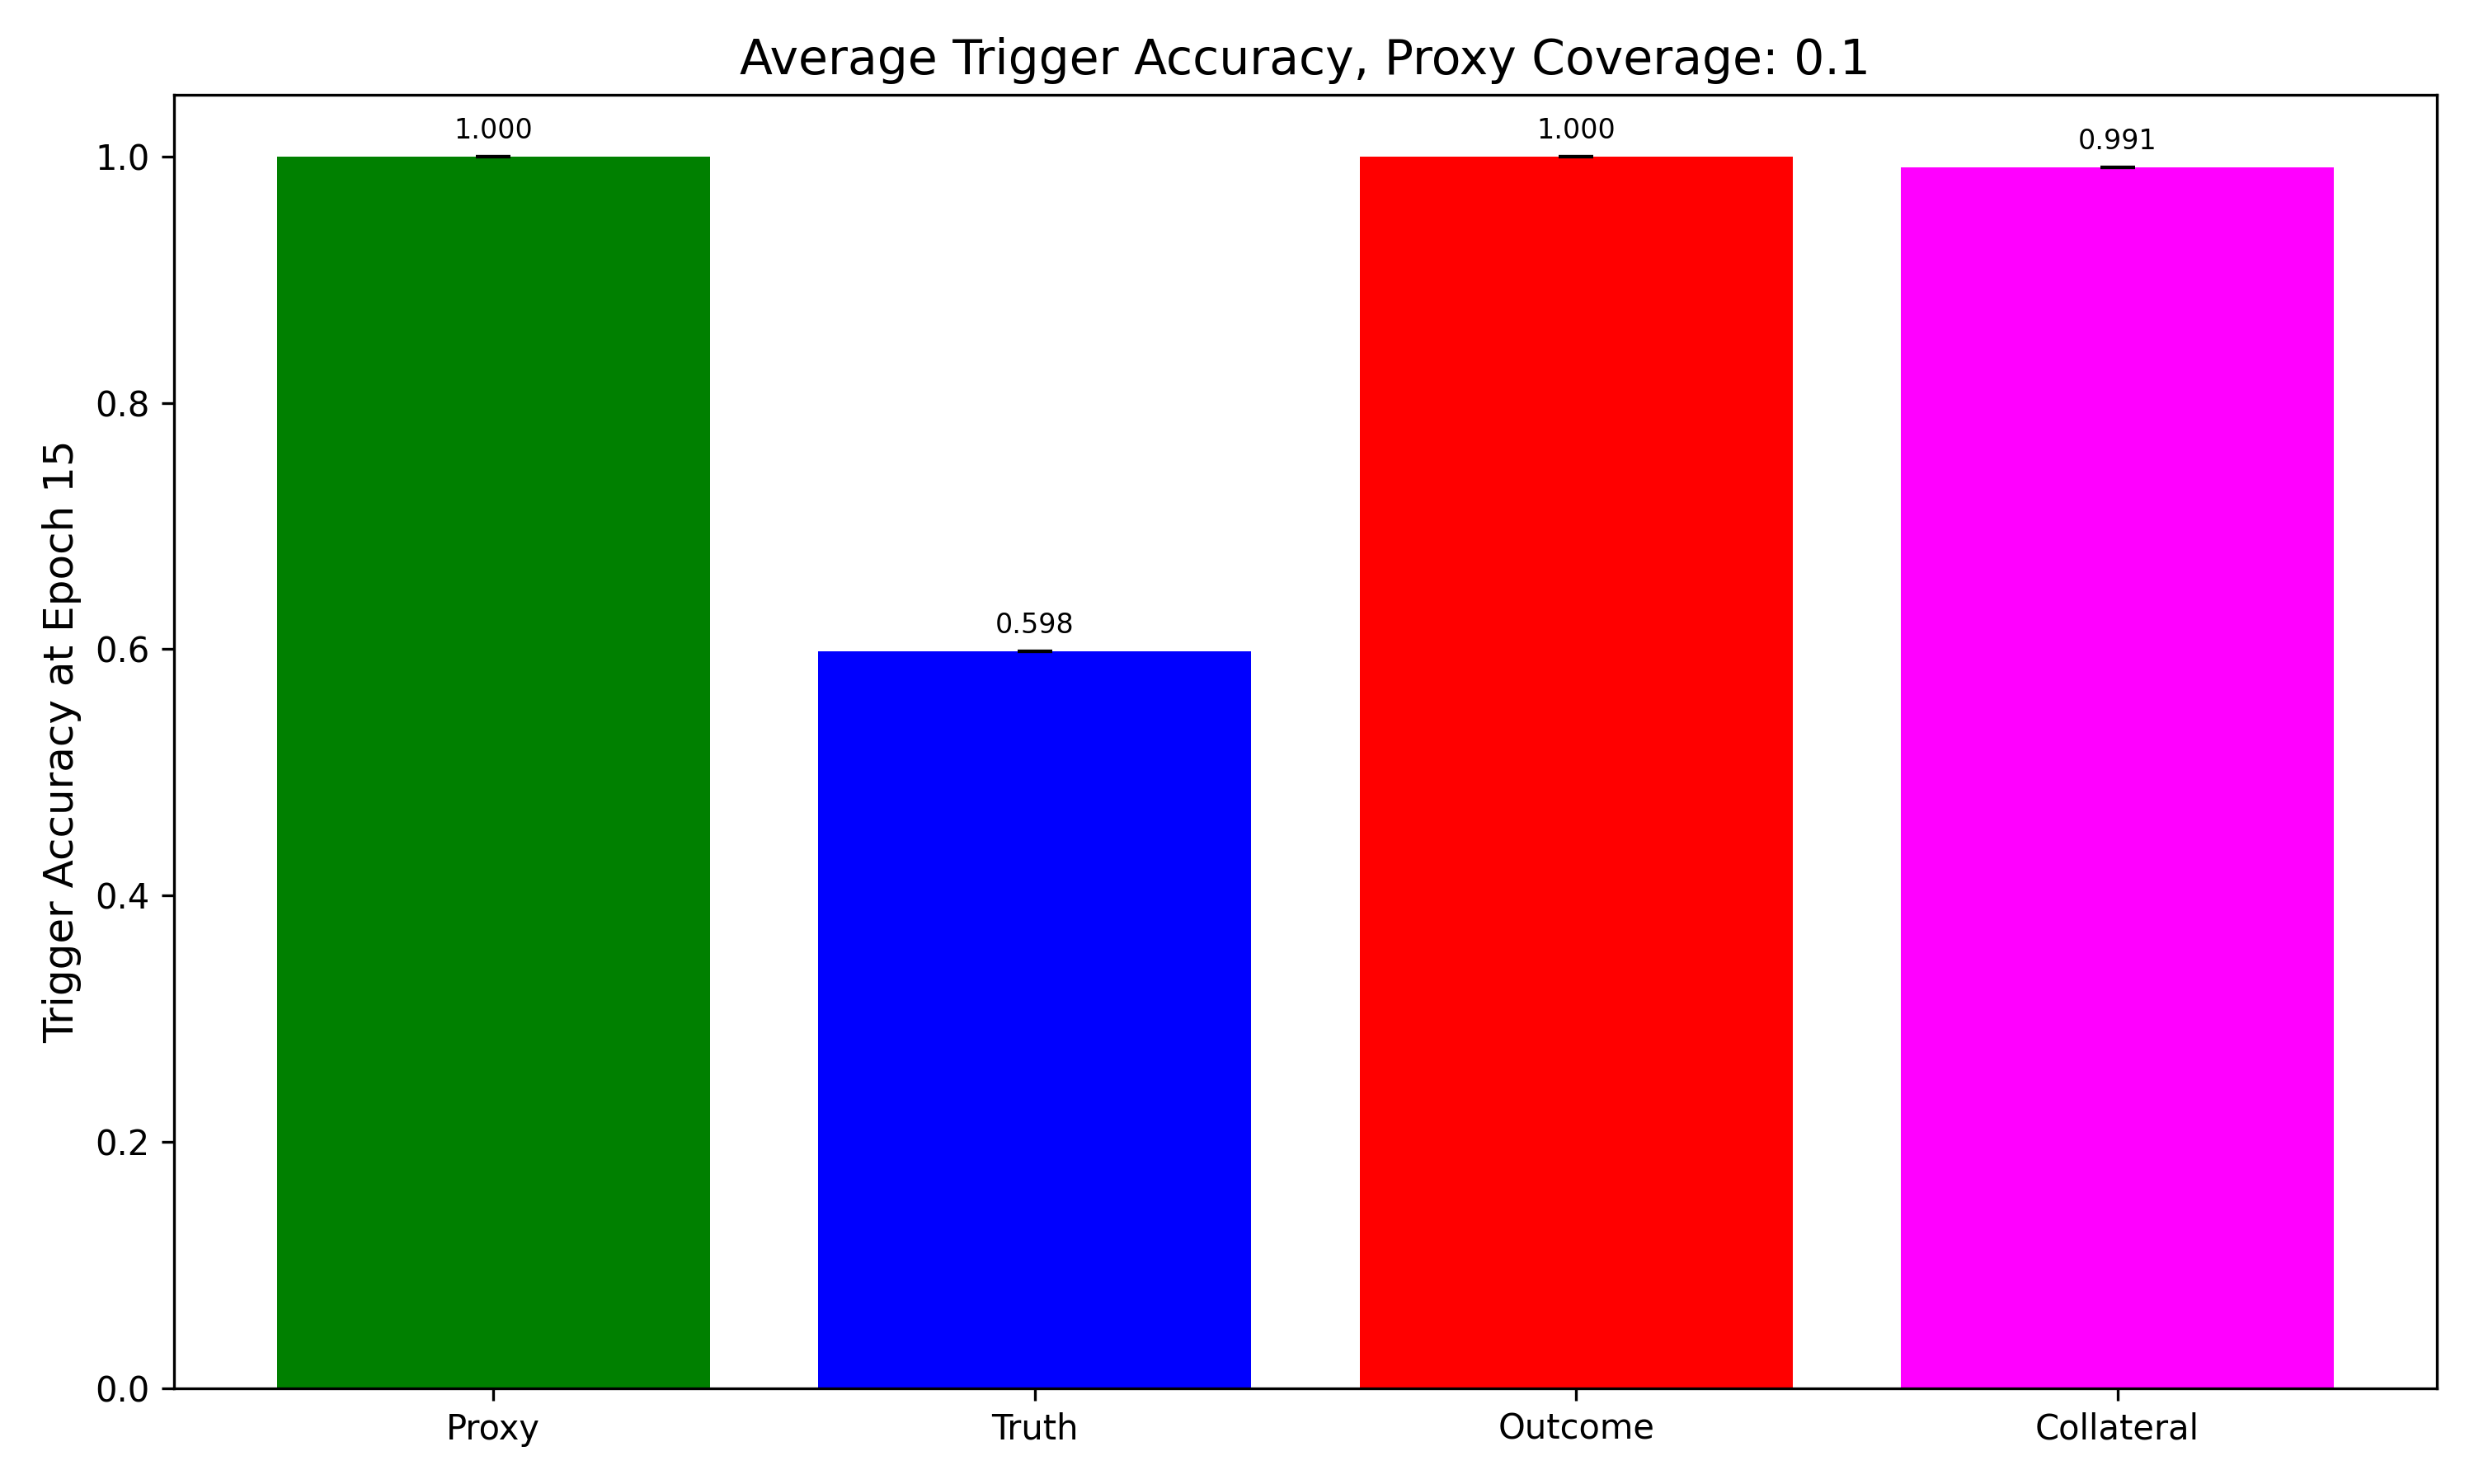 Average Trigger Accuracy, Proxy Coverage: 0.1
Trigger Accuracy at Epoch 15
1.0
0.8
0.6
0.4
0.2
0.0
1.000
0.598
1.000
0.991
Proxy
Truth
Outcome
Collateral